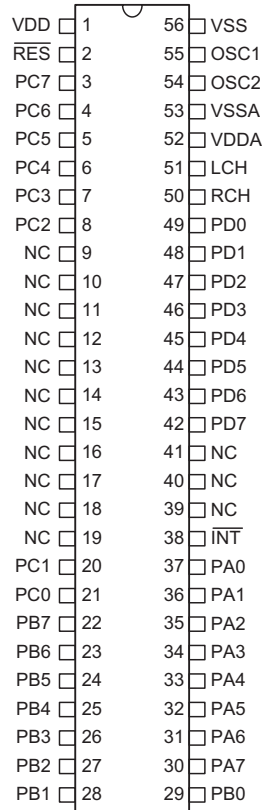 VDD 1 56 VSS
RES 2 55 OSC1
PC7 3 54 OSC2
PC6 4 53 VSSA
PC5 5 52 VDDA
PC4 6 51 LCH
PC3 7 50 RCH
PC2 8 49 PD0
NC 9 48 PD1
NC 10 47 PD2
NC 11 46 PD3
NC 12 45 PD4
NC 13 44 PD5
NC 14 43 PD6
NC 15 42 PD7
NC 16 41 NC
NC 17 40 NC
NC 18 39 NC
NC 19 38 INT
PC1 20 37 PA0
PC0 21 36 PA1
PB7 22 35 PA2
PB6 23 34 PA3
PB5 24 33 PA4
PB4 25 32 PA5
PB3 26 31 PA6
PB2 27 30 PA7
PB1 28 29 PB0